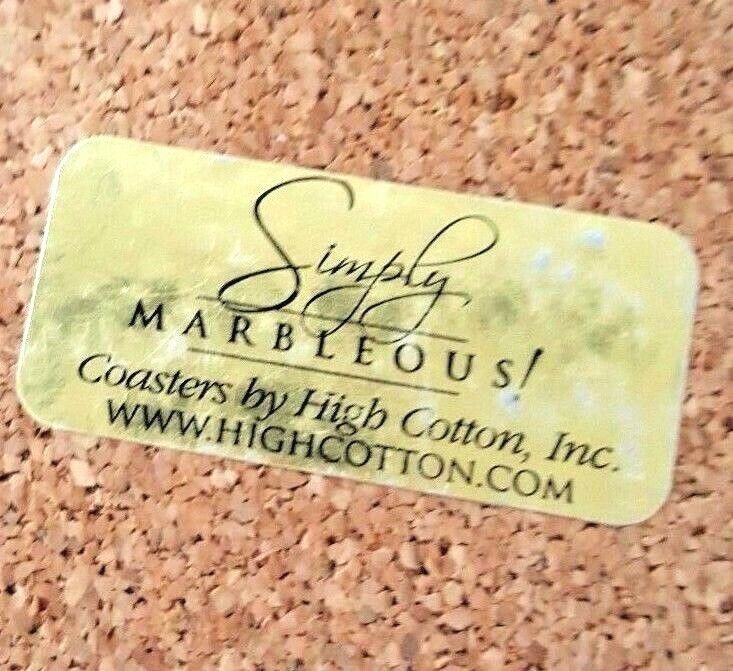 Simply
MARBLEOUS!
Coasters by High Cotton, Inc.
WWW.HIGHCOTTON.COM